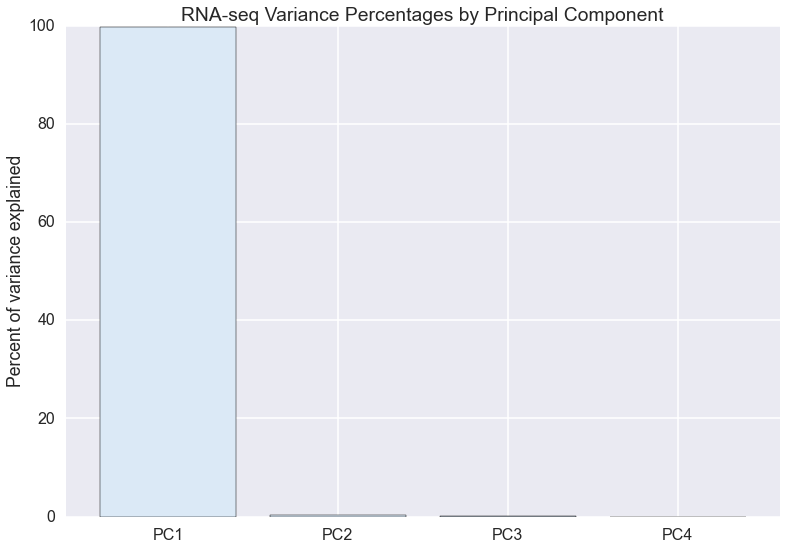 RNA-seq Variance Percentages by Principal Component
Percent of variance explained
100
80
60
40
20
0
PC1 PC2 PC3 PC4